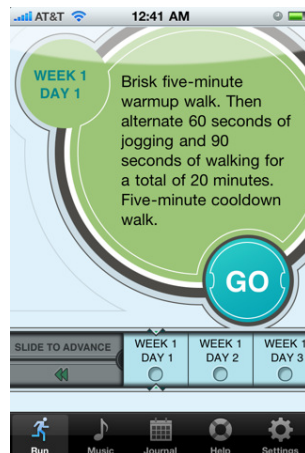 AT&T 12:41 AM
WEEK 1
DAY 1
Brisk five-minute
warmup walk. Then
alternate 60 seconds of
jogging and 90
seconds of walking for
a total of 20 minutes.
Five-minute cooldown
walk.
GO
SLIDE TO ADVANCE
WEEK 1
DAY 1
WEEK 1
DAY 2
WEEK 1
DAY 3
Run Music Journal Help Settings